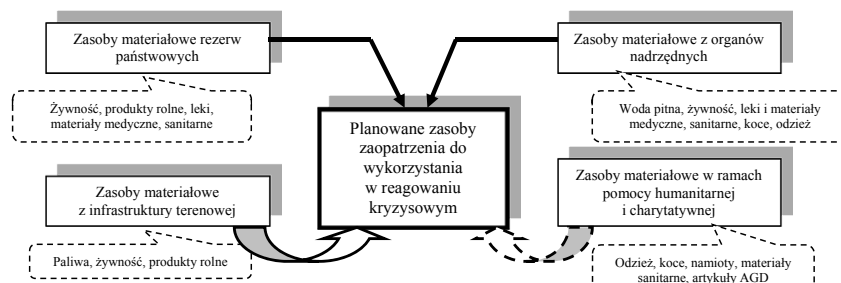 Zasoby materiałowe rezerw
państwowych
Żywność, produkty rolne, leki,
materiały medyczne, sanitarne
Zasoby materiałowe z organów
nadrzędnych
Woda pitna, żywność, leki i materiały
medyczne, sanitarne, koce, odzież
Planowane zasoby
zaopatrzenia do
wykorzystania
w reagowaniu
kryzysowym
Zasoby materiałowe
z infrastruktury terenowej
Paliwa, żywność, produkty rolne
Zasoby materiałowe w ramach
pomocy humanitarnej
i charytatywnej
Odzież, koce, namioty, materiały
sanitarne, artykuły AGD